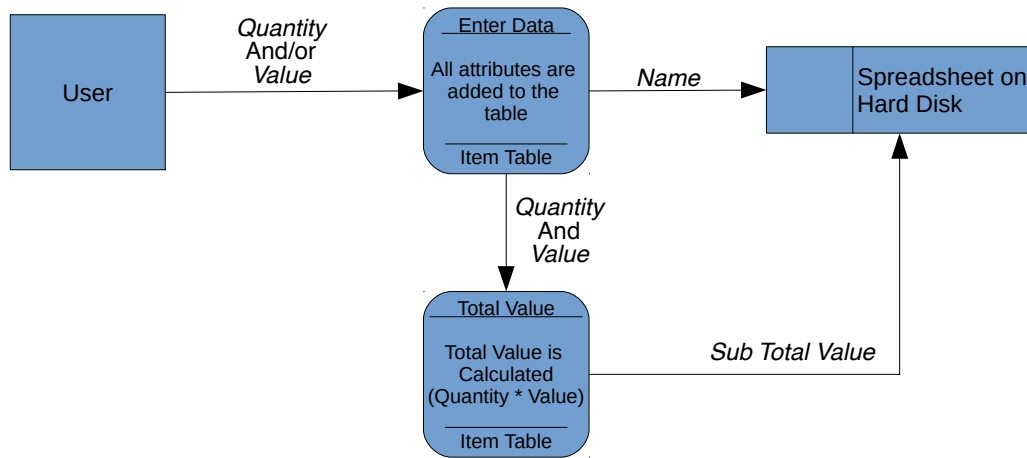 User
Quantity
And/or
Value
Enter Data
All attributes are
added to the
table
Item Table
Name
Spreadsheet on
Hard Disk
Quantity
And
Value
Total Value
Total Value is
Calculated
(Quantity * Value)
Item Table
Sub Total Value